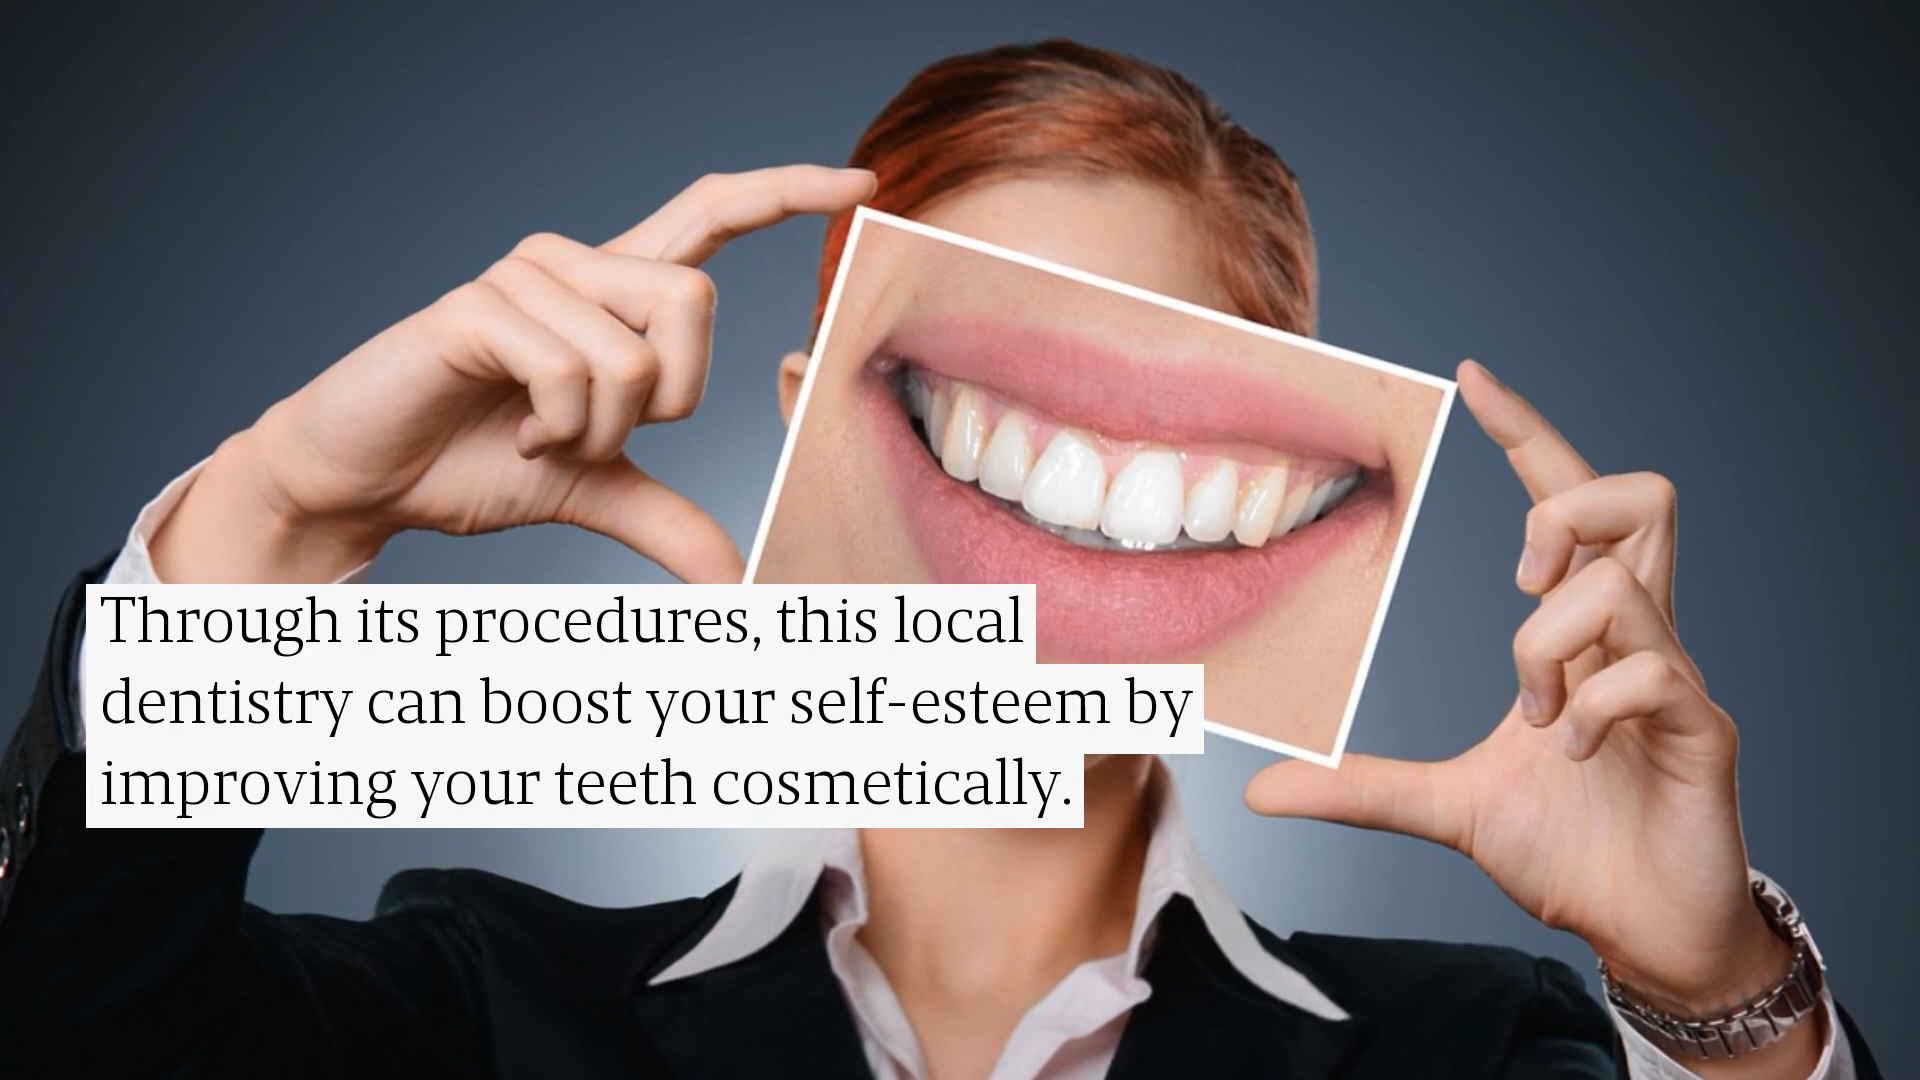 Through its procedures, this local
dentistry can boost your self-esteem by
improving your teeth cosmetically.